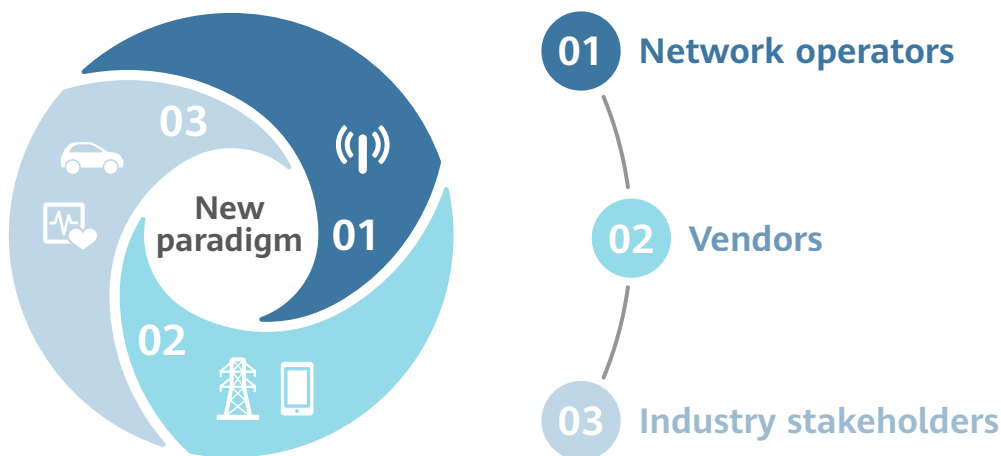 03
New
paradigm
01
02
01 Network operators
02 Vendors
03 Industry stakeholders